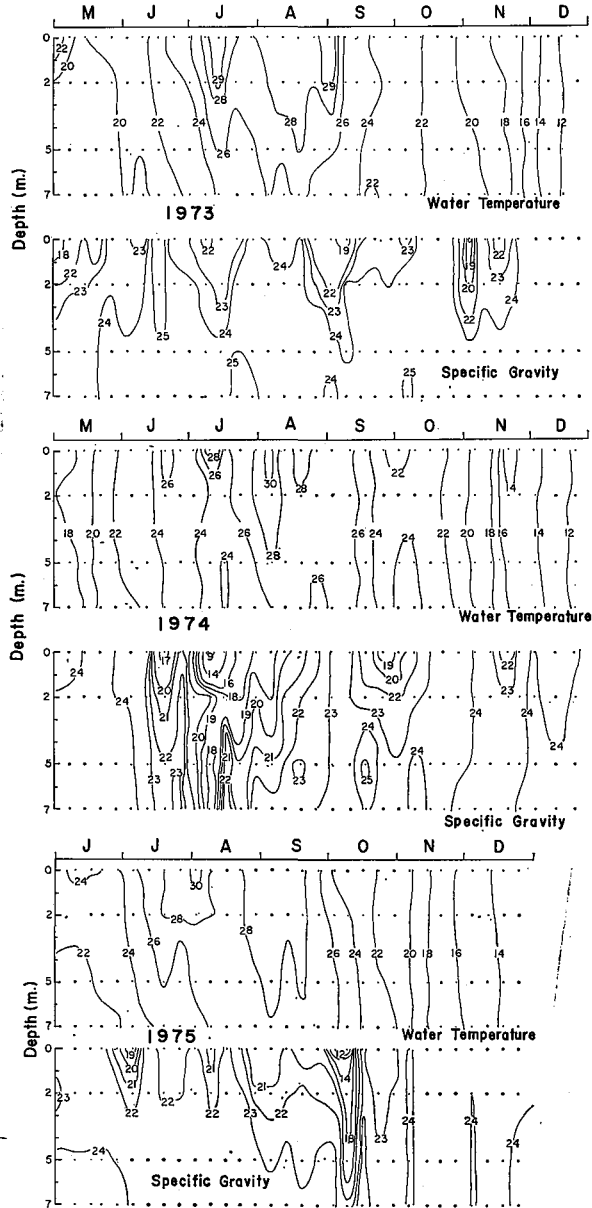 M J J A S O N D
0 22 20 29 28 29
2
20 22 24 28 26 24 22 20 18 16 14 12
5 26
7 22
1973 Water Temperature
Depth (m.)
0 18 23 22 24 19 23 19 22
22 23
2 22 23 20 23
24 24 25 23 24 24 22 24
5 25 24 25 Specific Gravity
7
M J J A S O N D
0 28 22
26 26 30 28 14
2
18 20 22 24 24 26 26 24 24 22 20 18 16 14 12
5 24 28
7 26
1974 Water Temperature
Depth (m.)
0 17 9 19 22
24 14 16 20
2 24 20 18 20 22 23
21 19 19 22 23 23 24 24
22 20 18 21 21 24 24 24
5 23 23 22 23 25
7
Specific Gravity
J J A S O N D
0 24 30
2 28
22 24 26 28 26 24 22 20 18 16 14
5
7
1975 Water Temperature
Depth (m.)
0 19 21 12
20 21 14
2 23 22 22 22 23 22
24 18 23 24 24 24
5
Specific Gravity
7